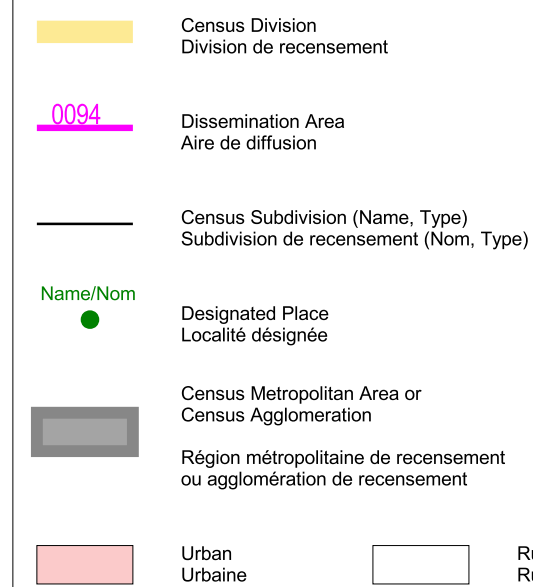 Census Division
Division de recensement
0094
Dissemination Area
Aire de diffusion
Census Subdivision (Name, Type)
Subdivision de recensement (Nom, Type)
Name/Nom
Designated Place
Localité désignée
Census Metropolitan Area or
Census Agglomeration
Région métropolitaine de recensement
ou agglomération de recensement
Urban
Urbaine